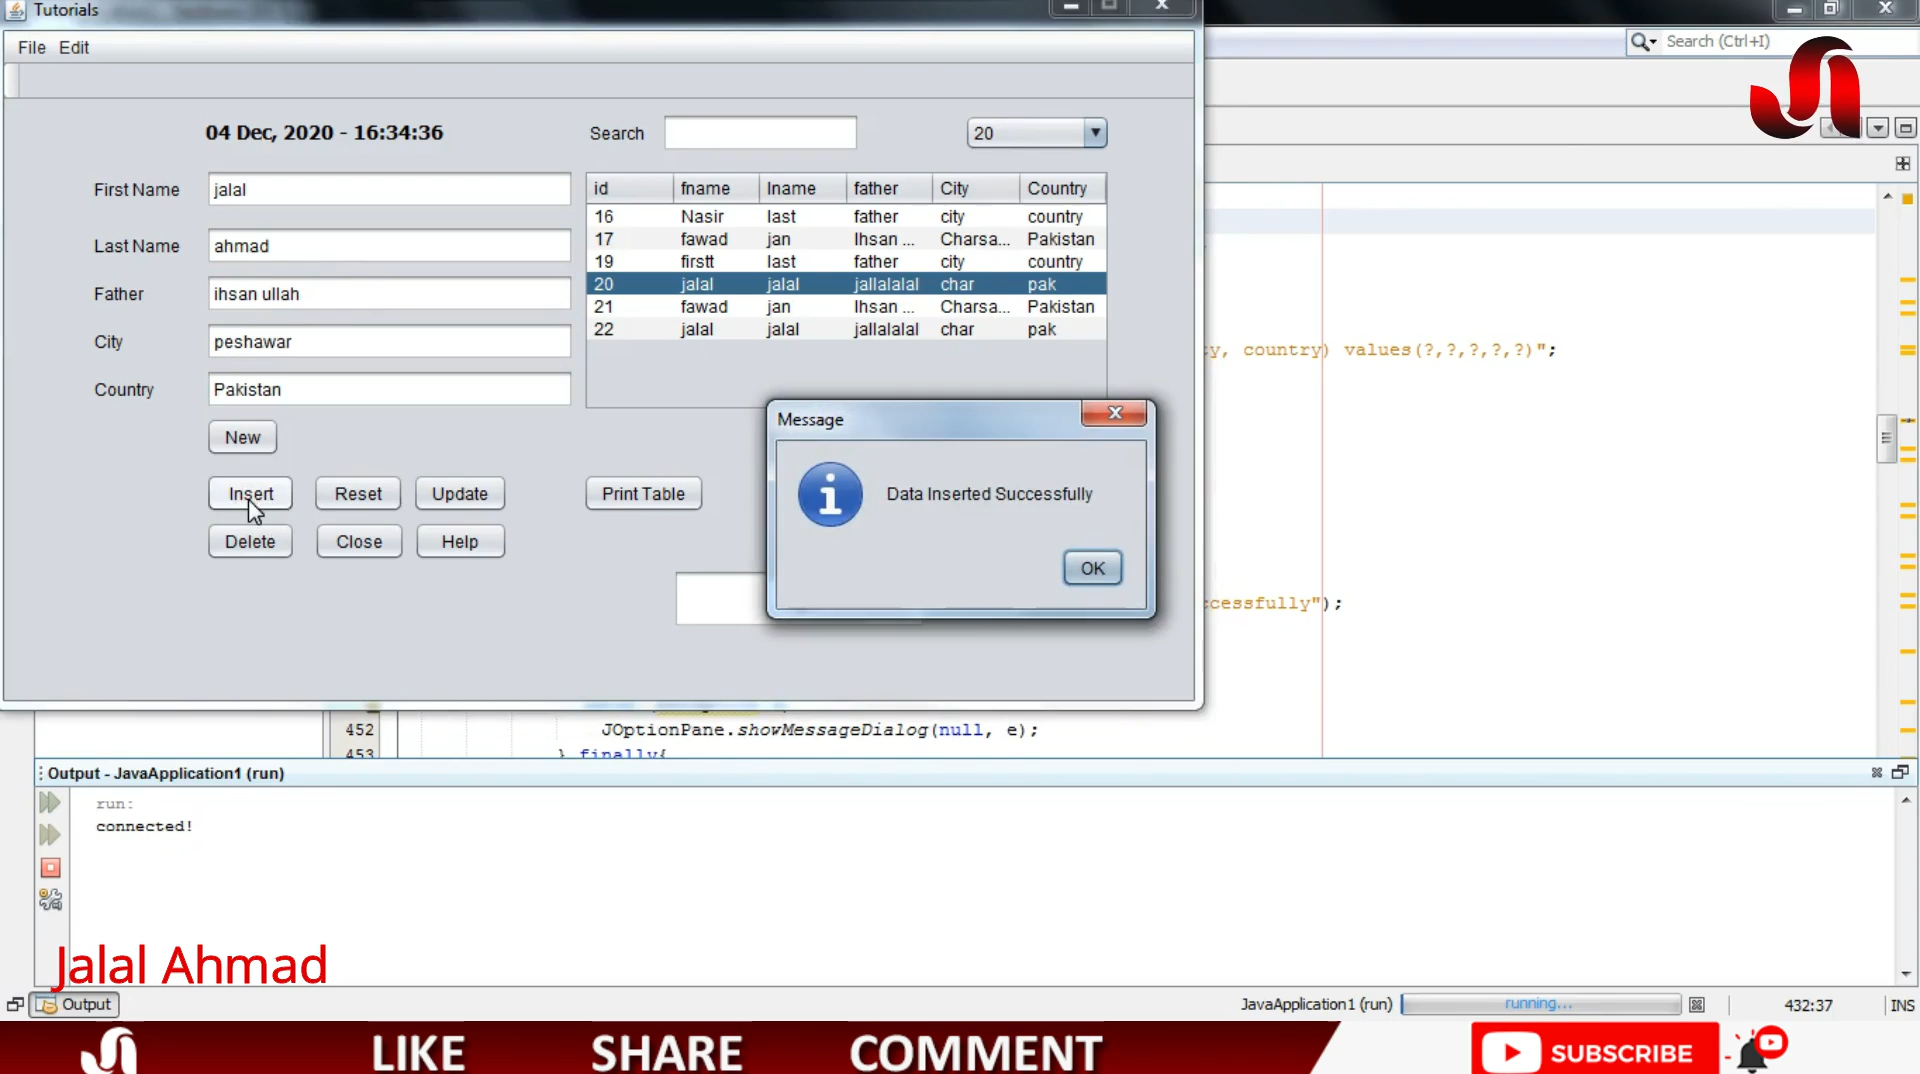 Tutorials
File Edit
Search (Ctrl+I)
04 Dec, 2020 - 16:34:36
Search
20
First Name jalal
Last Name ahmad
Father ihsan ullah
City peshawar
Country Pakistan
id fname lname father City Country
16 Nasir last father city country
17 fawad jan Ihsan ... Charsa... Pakistan
19 firstt last father city country
20 jalal jalal jallalalal char pak
21 fawad jan Ihsan ... Charsa... Pakistan
22 jalal jalal jallalalal char pak
New
Insert Reset Update Print Table
Delete Close Help
Message
Data Inserted Successfully
OK
y, country) values(?,?,?,?,?)";
ccessfully");
452 JOptionPane.showMessageDialog(null, e);
453 } finally{
Output - JavaApplication1 (run)
run:
connected!
Jalal Ahmad
Output
JavaApplication1 (run) running...
432:37 INS
LIKE SHARE COMMENT SUBSCRIBE